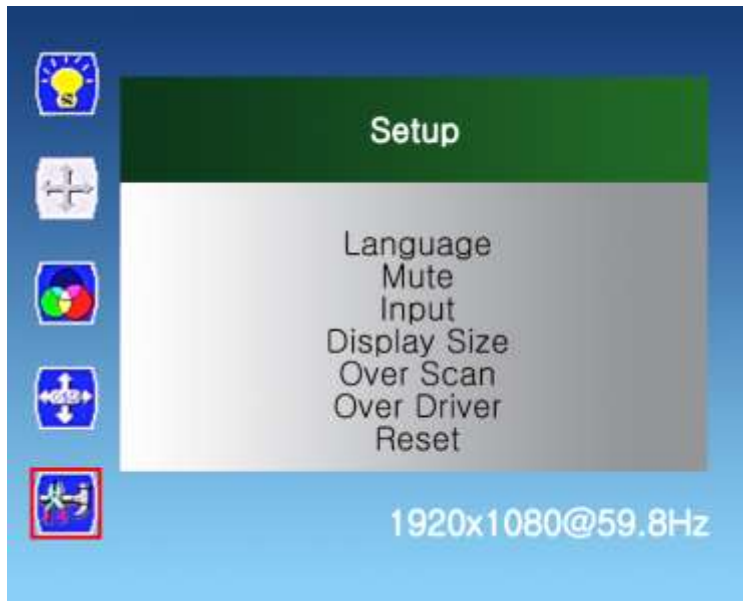 Setup
Language
Mute
Input
Display Size
Over Scan
Over Driver
Reset
1920x1080@59.8Hz